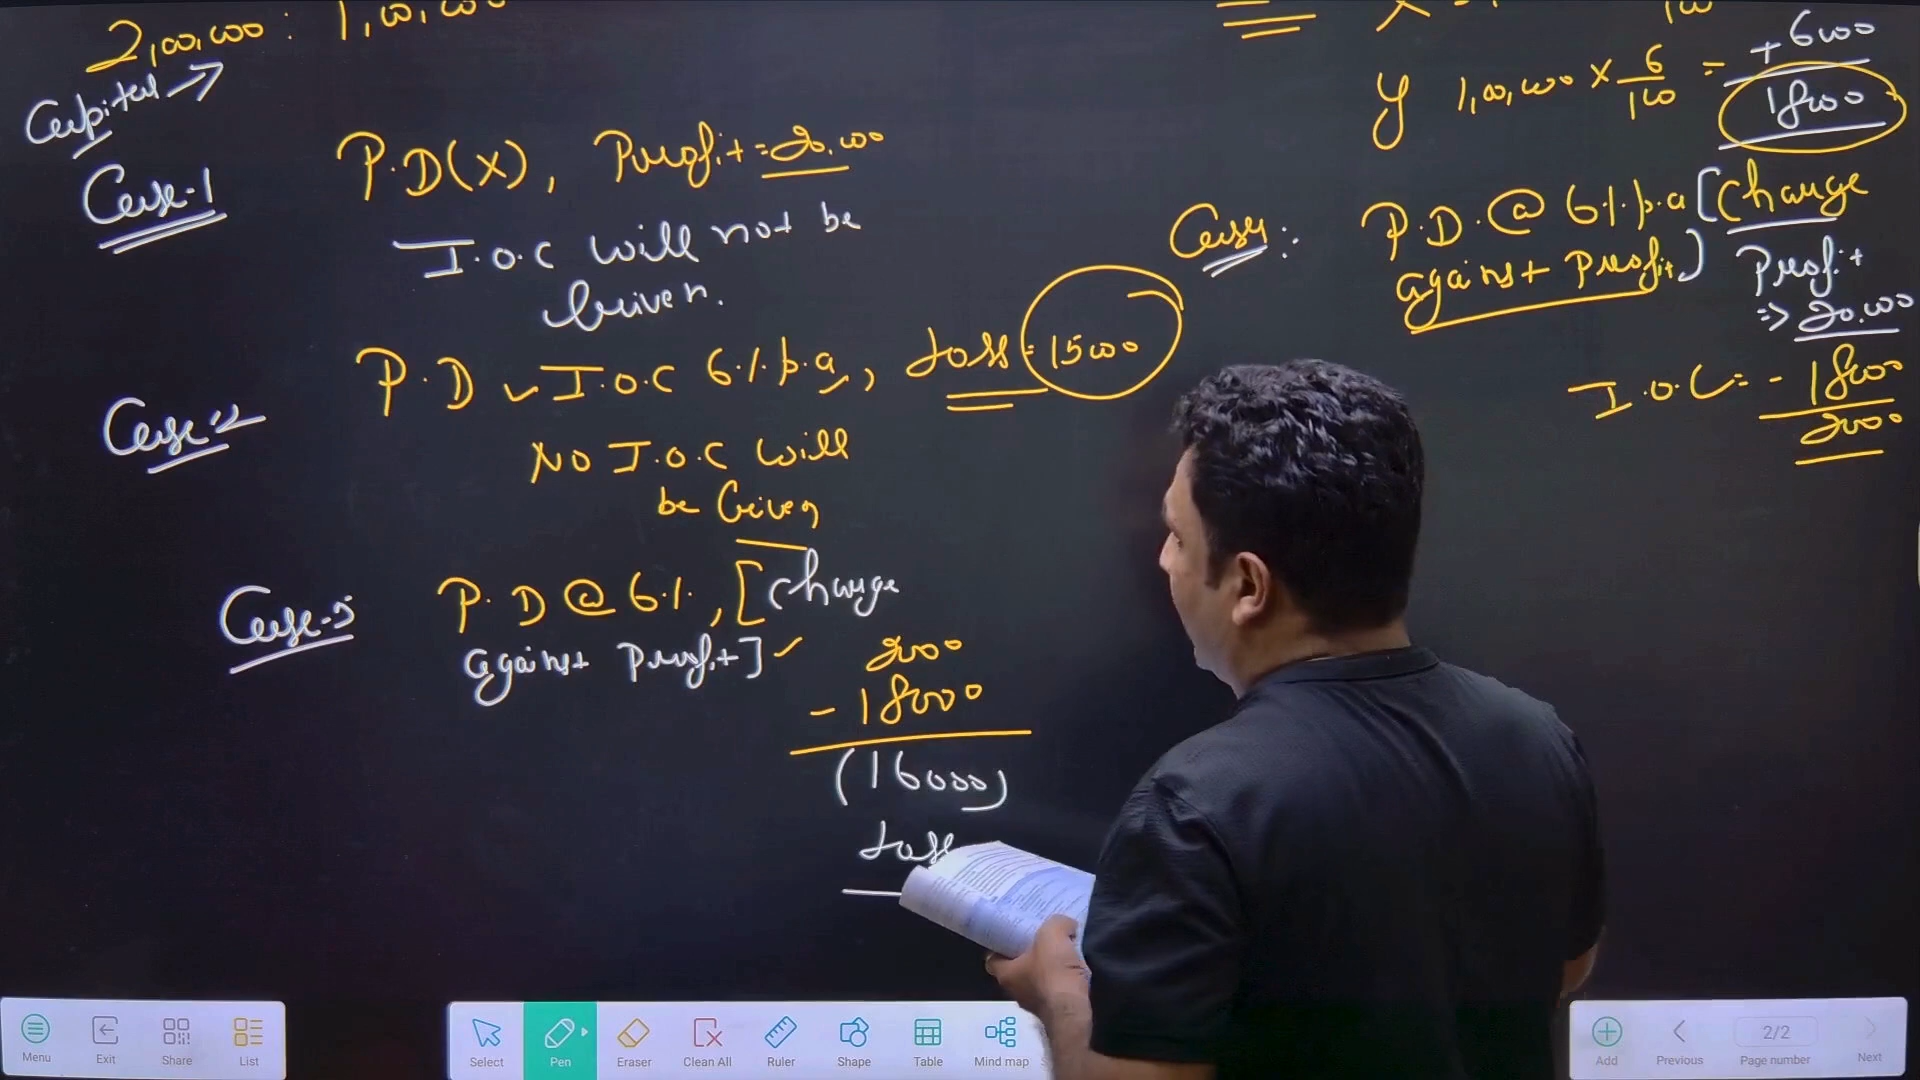 2,00,000 : 1,00,000
Capital →
Case-1
P.D(X), Profit = 20,000
I.O.C will not be
Given.
Case-2
P.D ✓ I.O.C 6%p.a, Loss = 15000
No I.O.C will
be Given
Case-5
P.D @ 6%, [Charge
against Profit] ✓
2000
- 18000
(16000)
Loss
Y 1,00,000 × 6/100 = + 6000
18000
Case 4 :
P.D. @ 6%p.a [Charge
against Profit]
Profit
⇒ 20,000
I.O.C = - 18000
2000
Menu
Exit
Share
List
Select
Pen
Eraser
Clean All
Ruler
Shape
Table
Mind map
Add
Previous
2/2
Page number
Next